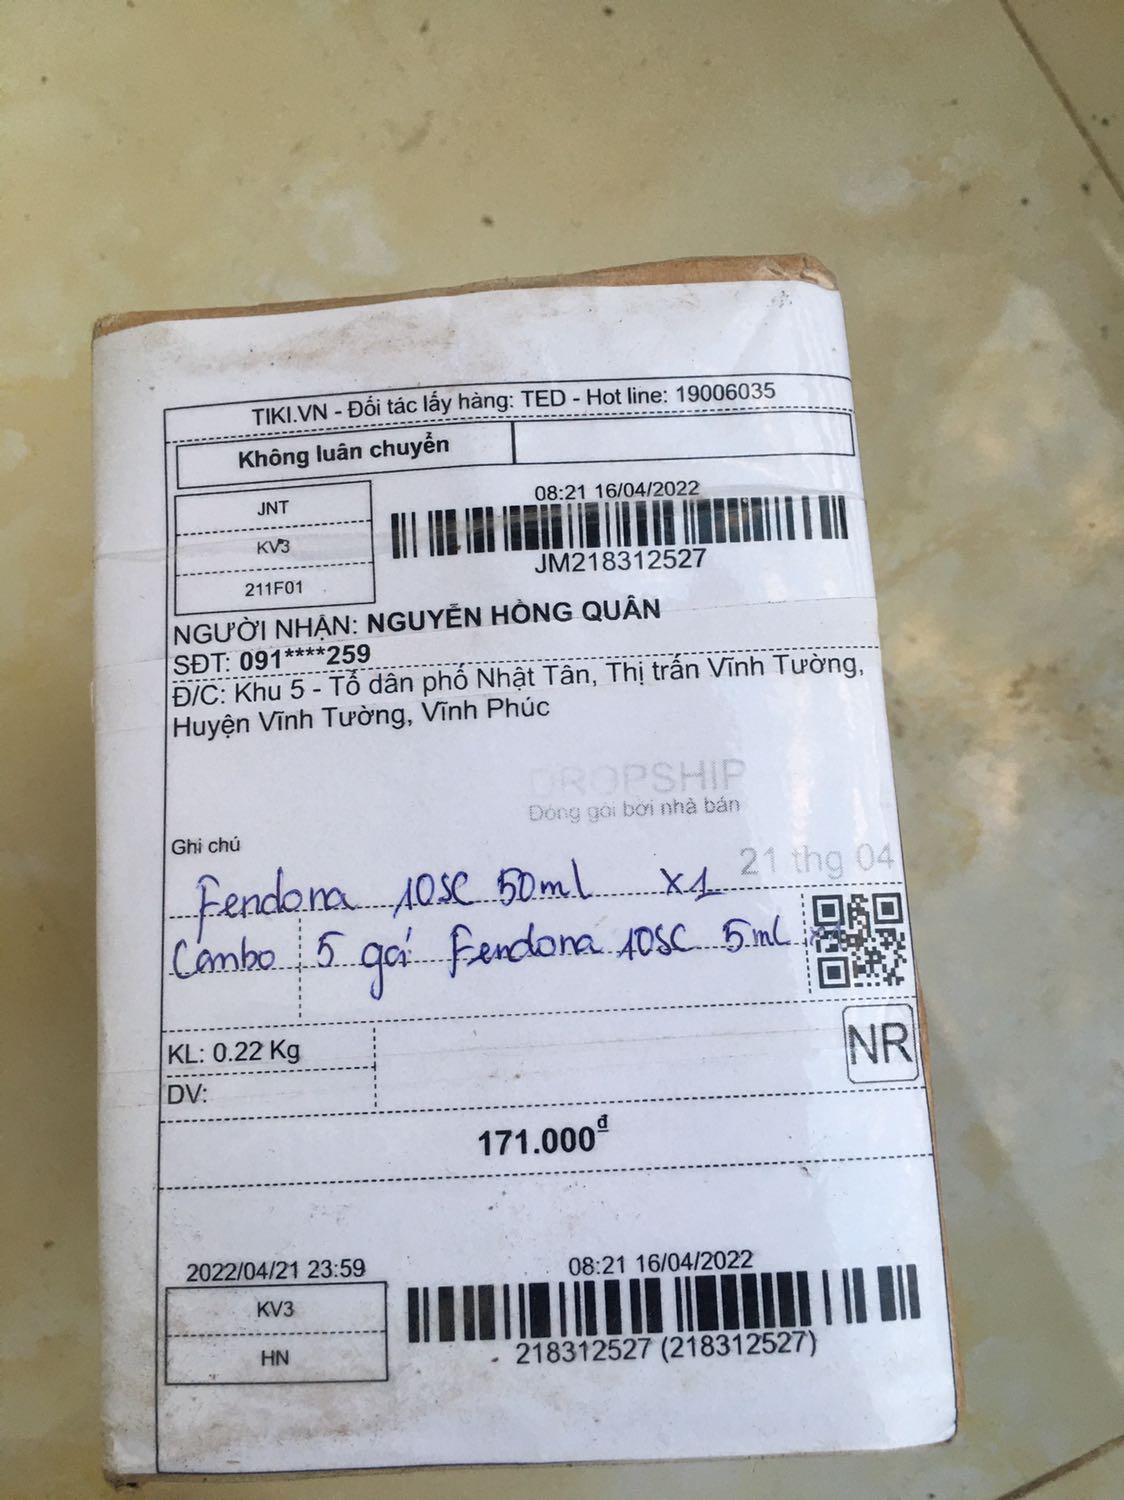 TIKI.VN - Đối tác lấy hàng: TED - Hot line: 19006035
Không luân chuyển
JNT
KV3
211F01
08:21 16/04/2022
JM218312527
NGƯỜI NHẬN: NGUYỄN HỒNG QUÂN
SĐT: 091****259
Đ/C: Khu 5 - Tổ dân phố Nhật Tân, Thị trấn Vĩnh Tường,
Huyện Vĩnh Tường, Vĩnh Phúc
DROPSHIP
Đóng gói bởi nhà bán
Ghi chú
21 thg 04
Fendona 10SC 50ml x1
Combo 5 gói Fendona 10SC 5ml x1
KL: 0.22 Kg
NR
DV:
171.000đ
2022/04/21 23:59
KV3
HN
08:21 16/04/2022
218312527 (218312527)